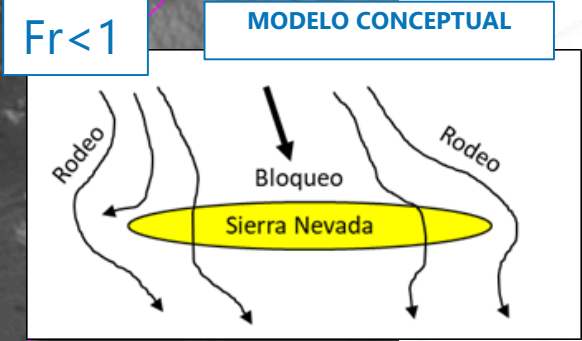 Fr<1
MODELO CONCEPTUAL
Rodeo
Rodeo
Bloqueo
Sierra Nevada